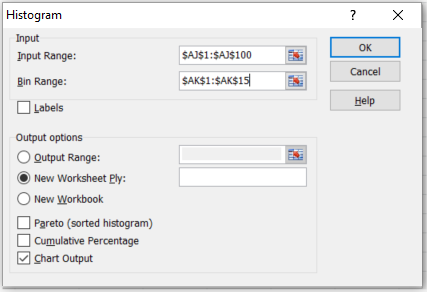 Histogram
Input
Input Range: $AJ$1:$AJ$100
Bin Range: $AK$1:$AK$15
Labels
OK
Cancel
Help
Output options
Output Range:
New Worksheet Ply:
New Workbook
Pareto (sorted histogram)
Cumulative Percentage
Chart Output